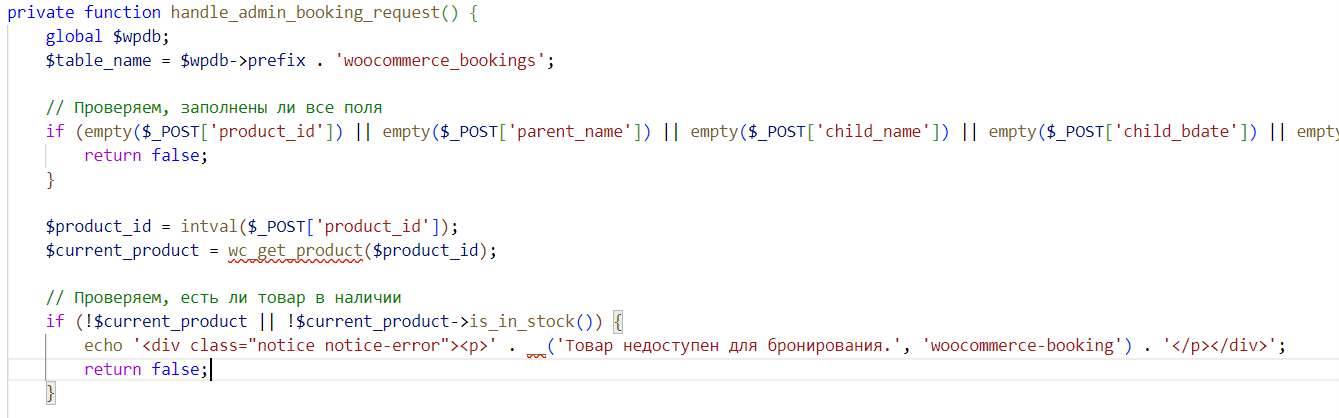 private function handle_admin_booking_request() {
global $wpdb;
$table_name = $wpdb->prefix . 'woocommerce_bookings';
// Проверяем, заполнены ли все поля
if (empty($_POST['product_id']) || empty($_POST['parent_name']) || empty($_POST['child_name']) || empty($_POST['child_bdate']) || empty
return false;
}
$product_id = intval($_POST['product_id']);
$current_product = wc_get_product($product_id);
// Проверяем, есть ли товар в наличии
if (!$current_product || !$current_product->is_in_stock()) {
echo '<div class="notice notice-error"><p>' . __('Товар недоступен для бронирования.', 'woocommerce-booking') . '</p></div>';
return false;
}